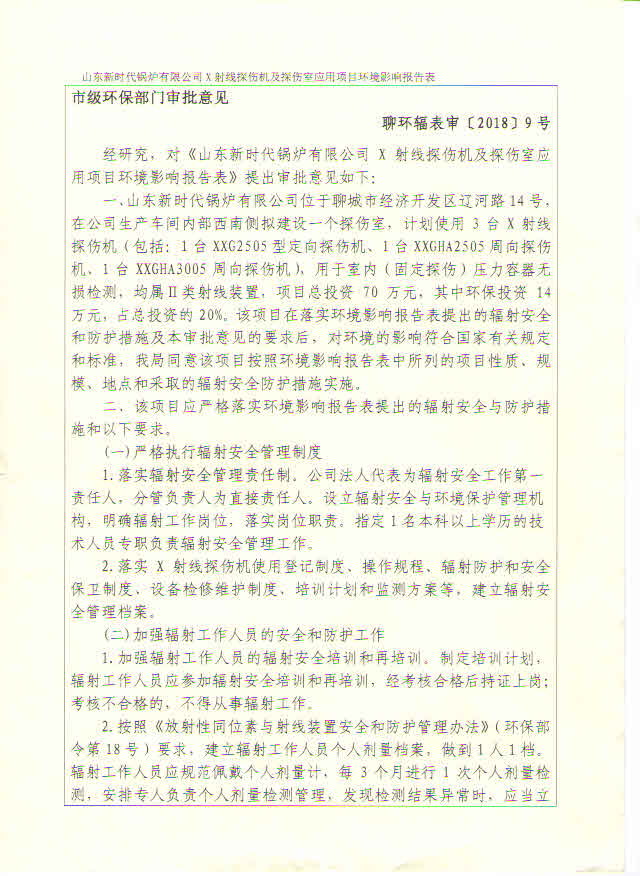 山东新时代锅炉有限公司X射线探伤机及探伤室应用项目环境影响报告表
市级环保部门审批意见
聊环辐表审〔2018〕9号
经研究，对《山东新时代锅炉有限公司 X 射线探伤机及探伤室应
用项目环境影响报告表》提出审批意见如下：
一、山东新时代锅炉有限公司位于聊城市经济开发区辽河路14号，
在公司生产车间内部西南侧拟建设一个探伤室，计划使用 3 台 X 射线
探伤机（包括：1台XXG2505型定向探伤机、1台XXGHA2505周向探伤
机、1台XXGHA3005周向探伤机），用于室内（固定探伤）压力容器无
损检测，均属Ⅱ类射线装置，项目总投资 70 万元，其中环保投资 14
万元，占总投资的20%。该项目在落实环境影响报告表提出的辐射安全
和防护措施及本审批意见的要求后，对环境的影响符合国家有关规定
和标准，我局同意该项目按照环境影响报告表中所列的项目性质、规
模、地点和采取的辐射安全防护措施实施。
二、该项目应严格落实环境影响报告表提出的辐射安全与防护措
施和以下要求。
(一)严格执行辐射安全管理制度
1.落实辐射安全管理责任制。公司法人代表为辐射安全工作第一
责任人，分管负责人为直接责任人。设立辐射安全与环境保护管理机
构，明确辐射工作岗位，落实岗位职责。指定1名本科以上学历的技
术人员专职负责辐射安全管理工作。
2.落实 X 射线探伤机使用登记制度、操作规程、辐射防护和安全
保卫制度、设备检修维护制度、培训计划和监测方案等，建立辐射安
全管理档案。
(二)加强辐射工作人员的安全和防护工作
1.加强辐射工作人员的辐射安全培训和再培训。制定培训计划，
辐射工作人员应参加辐射安全培训和再培训，经考核合格后持证上岗；
考核不合格的，不得从事辐射工作。
2.按照《放射性同位素与射线装置安全和防护管理办法》（环保部
令第18号）要求，建立辐射工作人员个人剂量档案，做到1人1档。
辐射工作人员应规范佩戴个人剂量计，每 3 个月进行 1 次个人剂量检
测，安排专人负责个人剂量检测管理，发现检测结果异常时，应当立